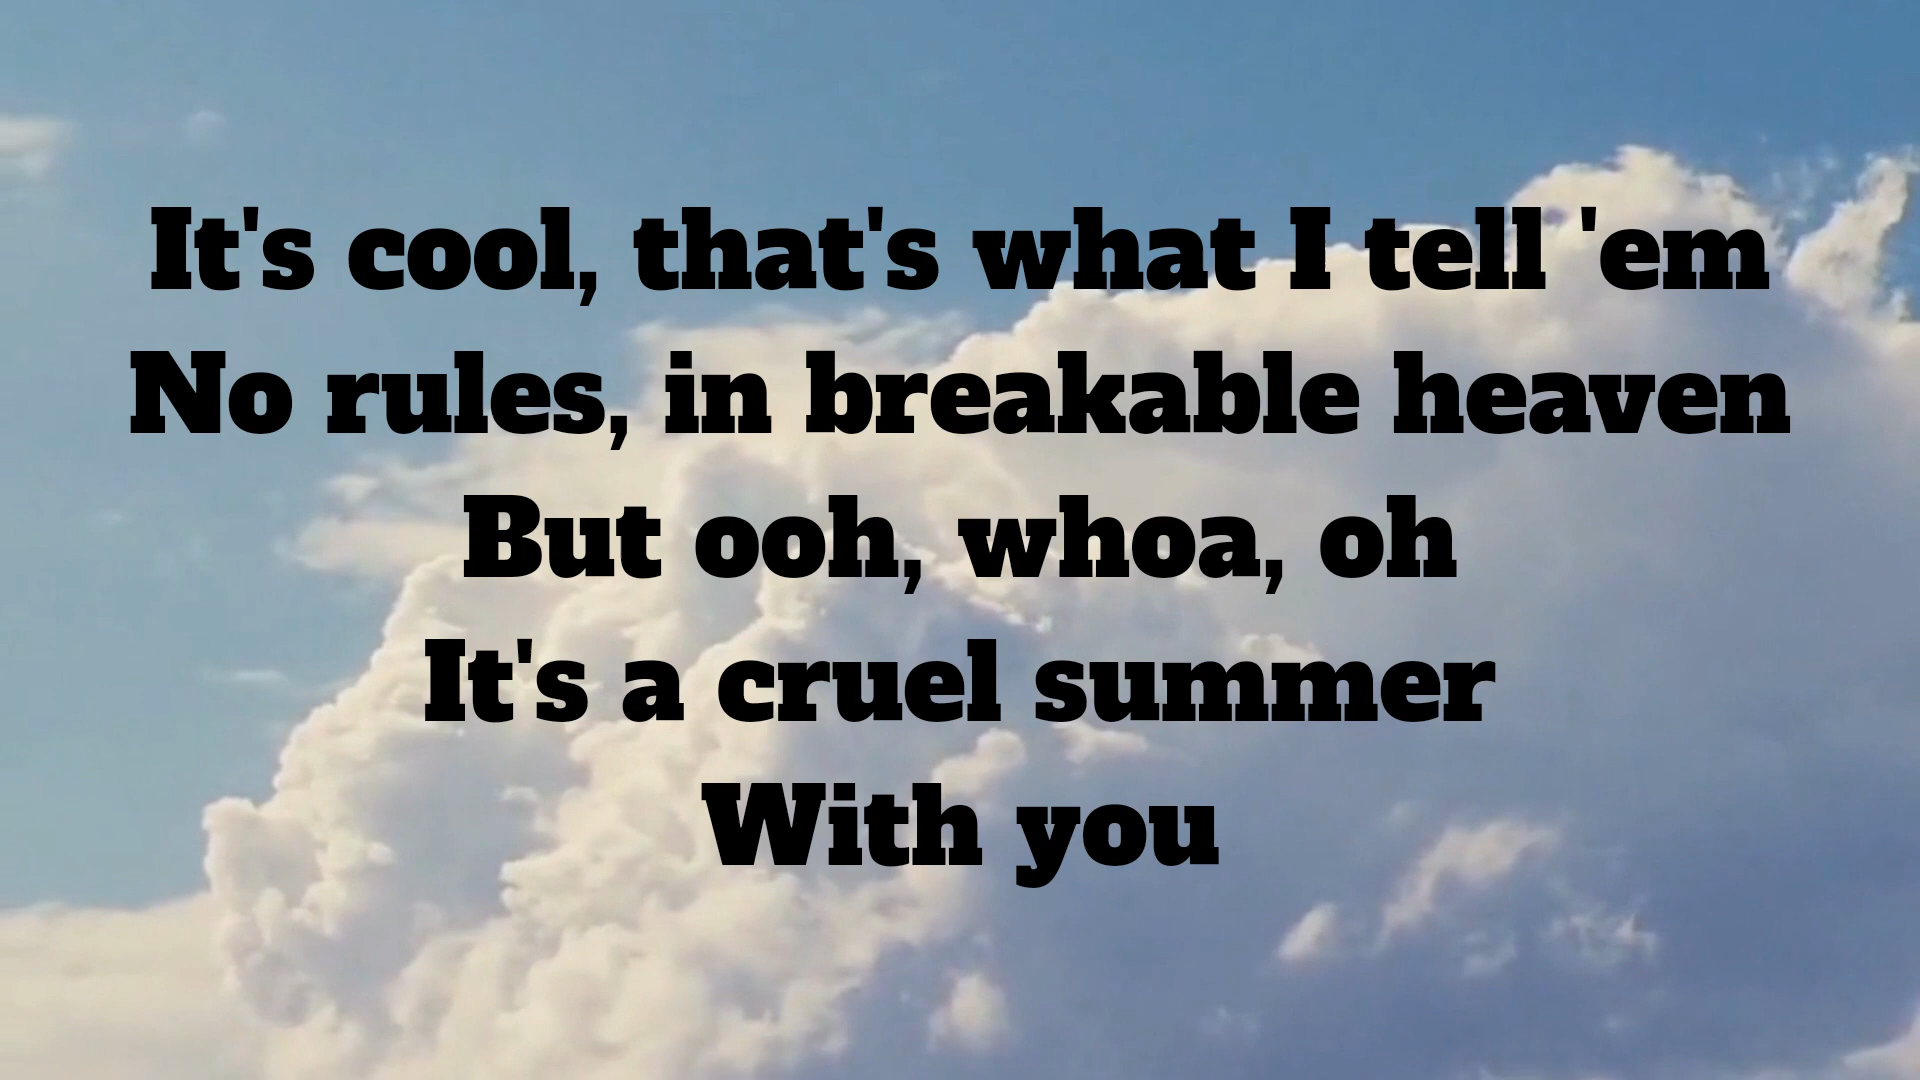 It's cool, that's what I tell 'em
No rules, in breakable heaven
But ooh, whoa, oh
It's a cruel summer
With you